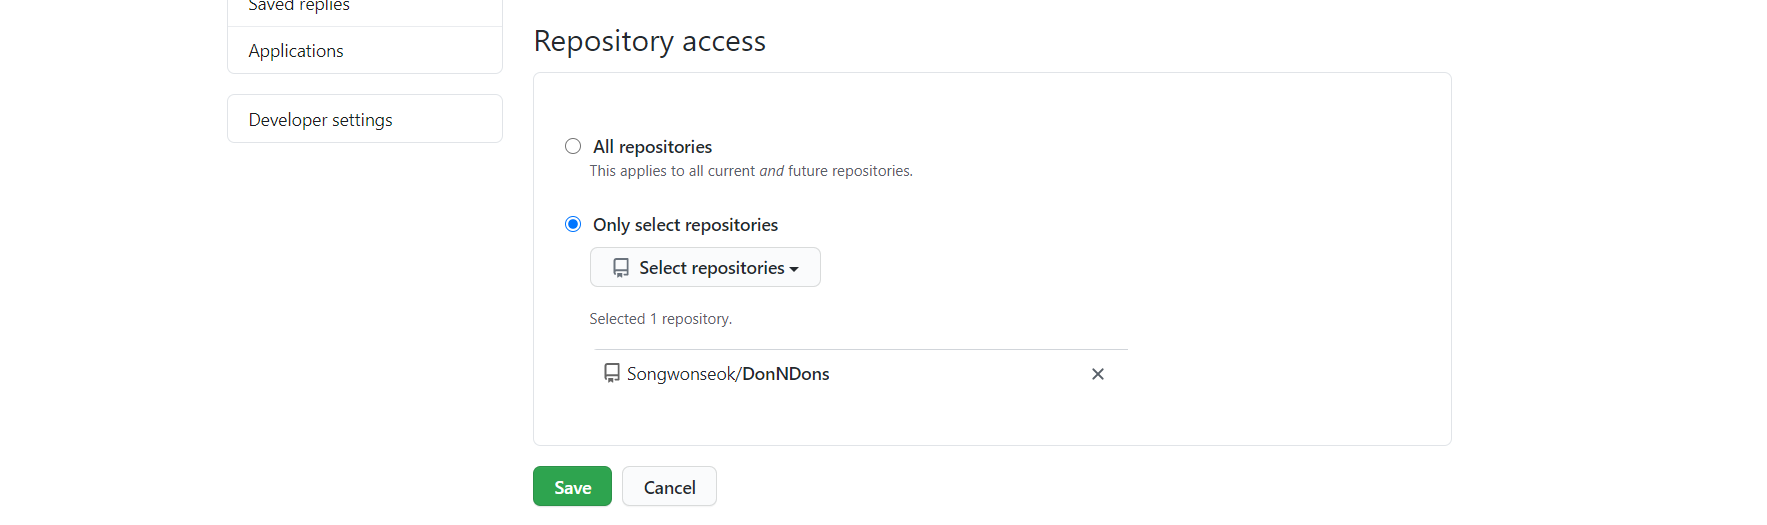 Saved replies
Applications
Developer settings
Repository access
All repositories
This applies to all current and future repositories.
Only select repositories
Select repositories
Selected 1 repository.
Songwonseok/DonNDons
Save
Cancel